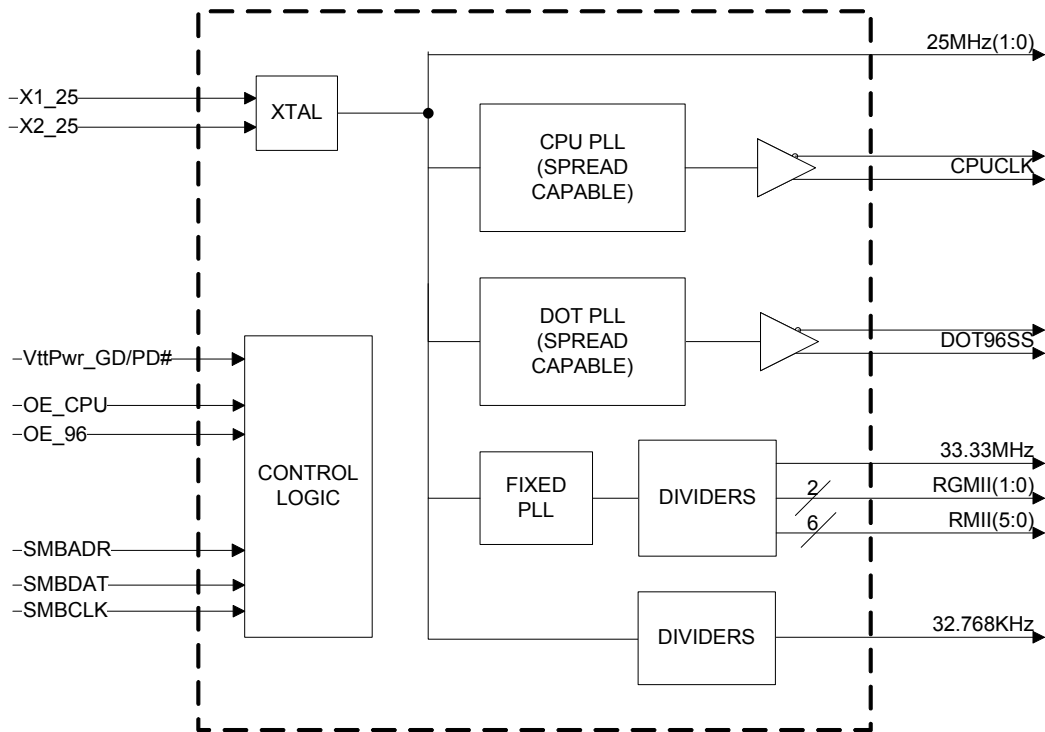 25MHz(1:0)
X1_25
X2_25
XTAL
CPU PLL
(SPREAD
CAPABLE)
CPUCLK
DOT PLL
(SPREAD
CAPABLE)
DOT96SS
VttPwr_GD/PD#
OE_CPU
OE_96
CONTROL
LOGIC
SMBADR
SMBDAT
SMBCLK
FIXED
PLL
DIVIDERS
33.33MHz
2
RGMII(1:0)
6
RMII(5:0)
DIVIDERS
32.768KHz